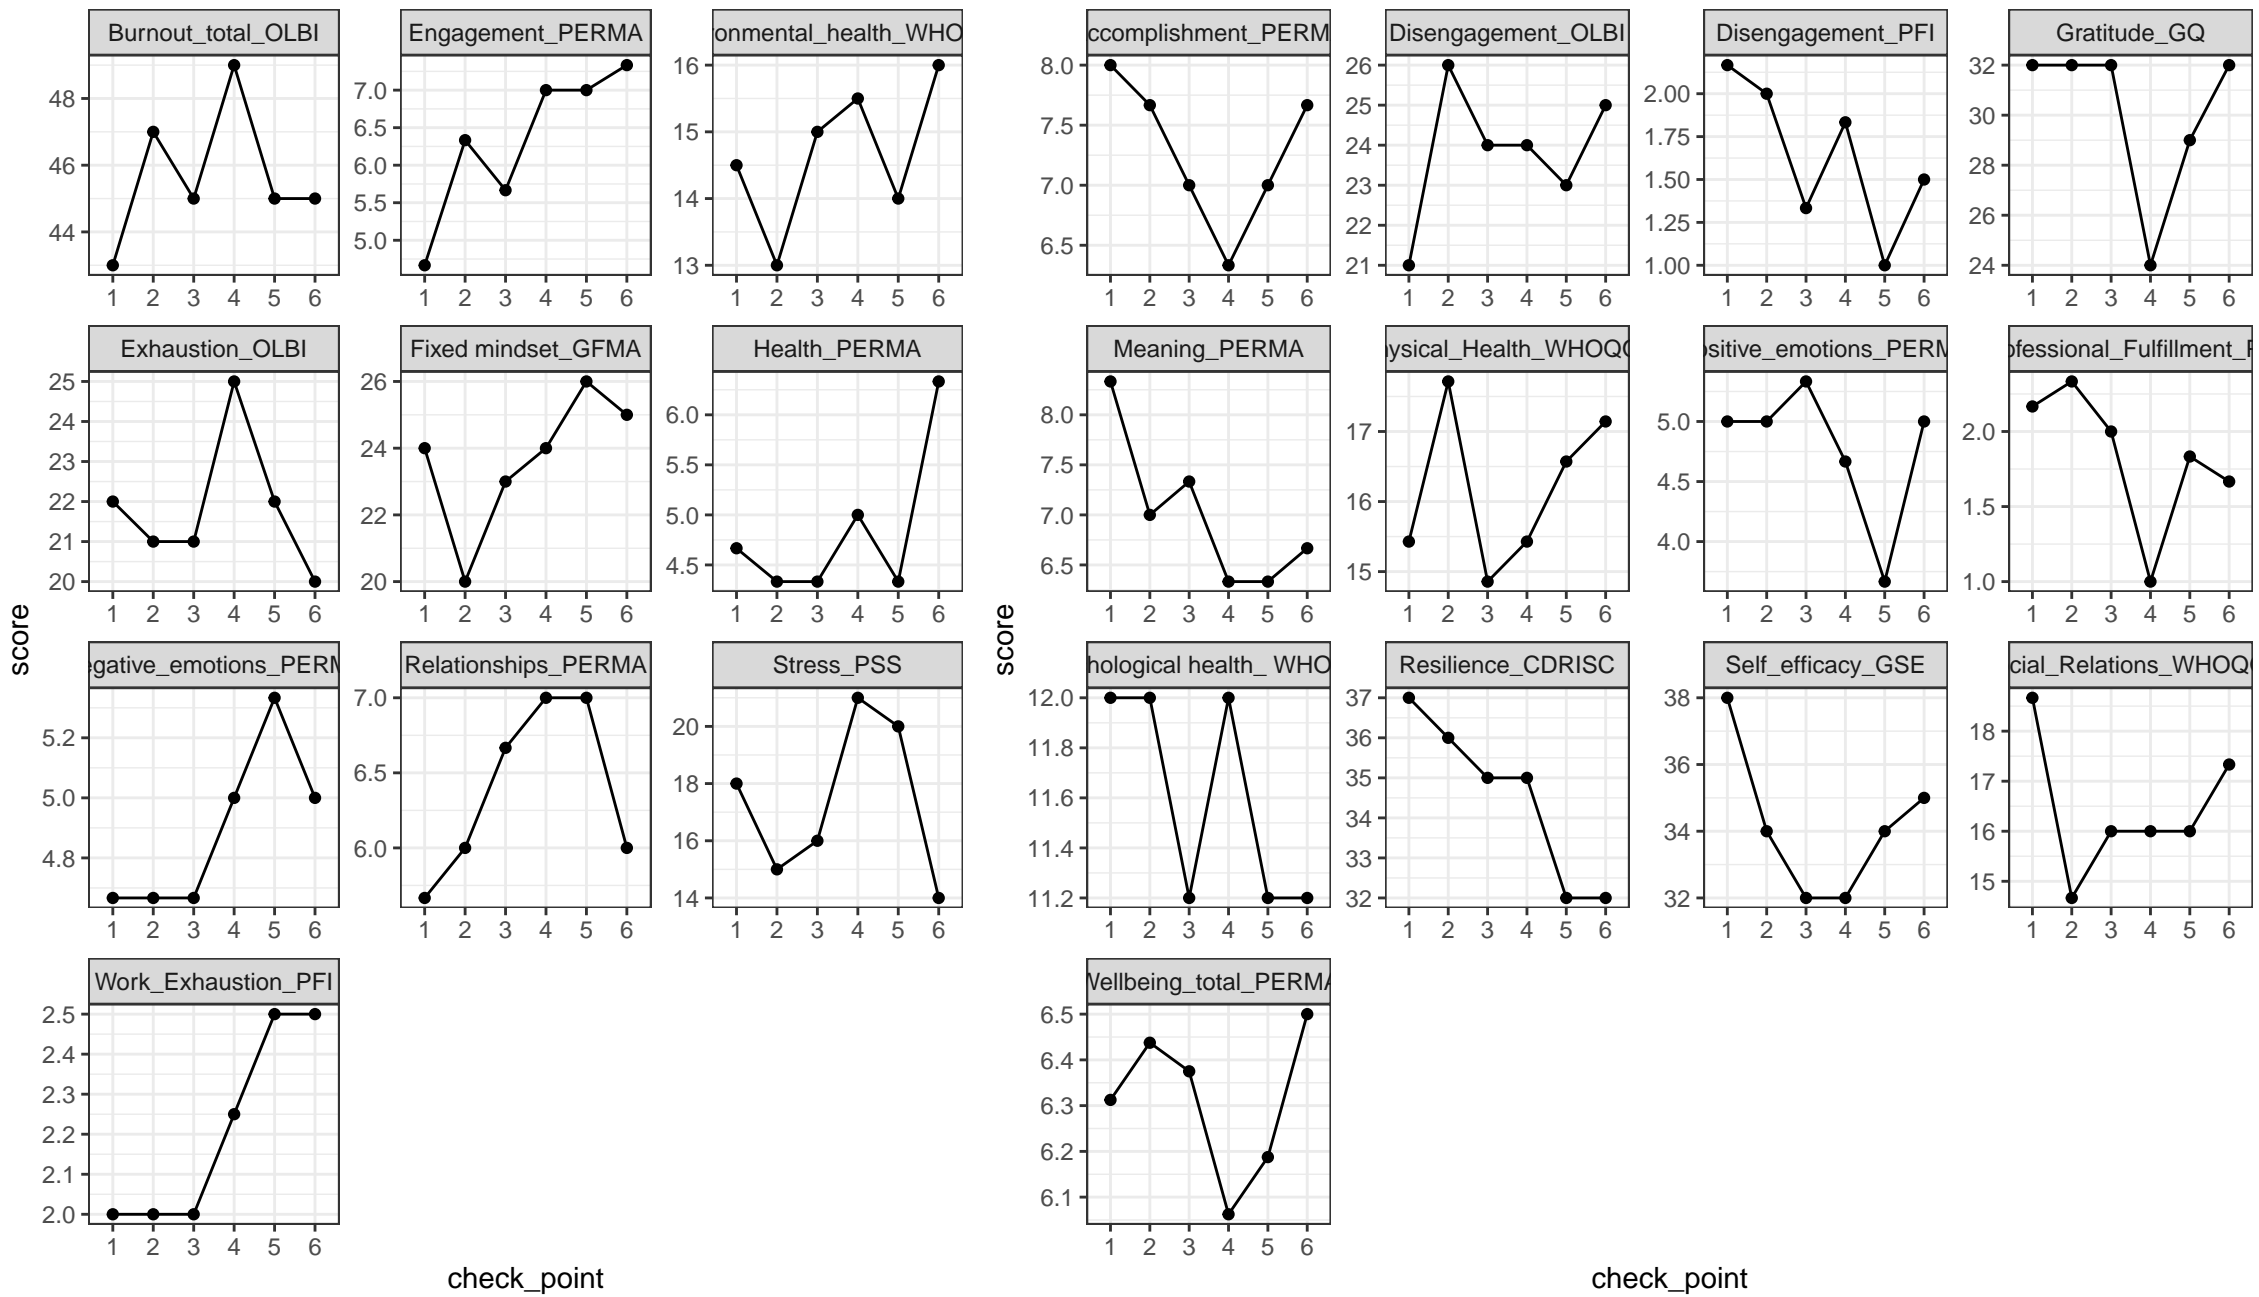 Burnout_total_OLBI
Engagement_PERMA
onmental_health_WHO
44
46
48
1 2 3 4 5 6
5.0
5.5
6.0
6.5
7.0
1 2 3 4 5 6
13
14
15
16
1 2 3 4 5 6
Exhaustion_OLBI
Fixed mindset_GFMA
Health_PERMA
20
21
22
23
24
25
1 2 3 4 5 6
20
22
24
26
1 2 3 4 5 6
4.5
5.0
5.5
6.0
1 2 3 4 5 6
egative_emotions_PERM
Relationships_PERMA
Stress_PSS
4.8
5.0
5.2
1 2 3 4 5 6
6.0
6.5
7.0
1 2 3 4 5 6
14
16
18
20
1 2 3 4 5 6
Work_Exhaustion_PFI
2.0
2.1
2.2
2.3
2.4
2.5
1 2 3 4 5 6
score
check_point
ccomplishment_PERM
Disengagement_OLBI
Disengagement_PFI
Gratitude_GQ
6.5
7.0
7.5
8.0
1 2 3 4 5 6
21
22
23
24
25
26
1 2 3 4 5 6
1.00
1.25
1.50
1.75
2.00
1 2 3 4 5 6
24
26
28
30
32
1 2 3 4 5 6
Meaning_PERMA
ysical_Health_WHOQO
ositive_emotions_PERM
ofessional_Fulfillment_P
6.5
7.0
7.5
8.0
1 2 3 4 5 6
15
16
17
1 2 3 4 5 6
4.0
4.5
5.0
1 2 3 4 5 6
1.0
1.5
2.0
1 2 3 4 5 6
hological health_ WHO
Resilience_CDRISC
Self_efficacy_GSE
cial_Relations_WHOQO
11.2
11.4
11.6
11.8
12.0
1 2 3 4 5 6
32
33
34
35
36
37
1 2 3 4 5 6
32
34
36
38
1 2 3 4 5 6
15
16
17
18
1 2 3 4 5 6
Wellbeing_total_PERMA
6.1
6.2
6.3
6.4
6.5
1 2 3 4 5 6
score
check_point